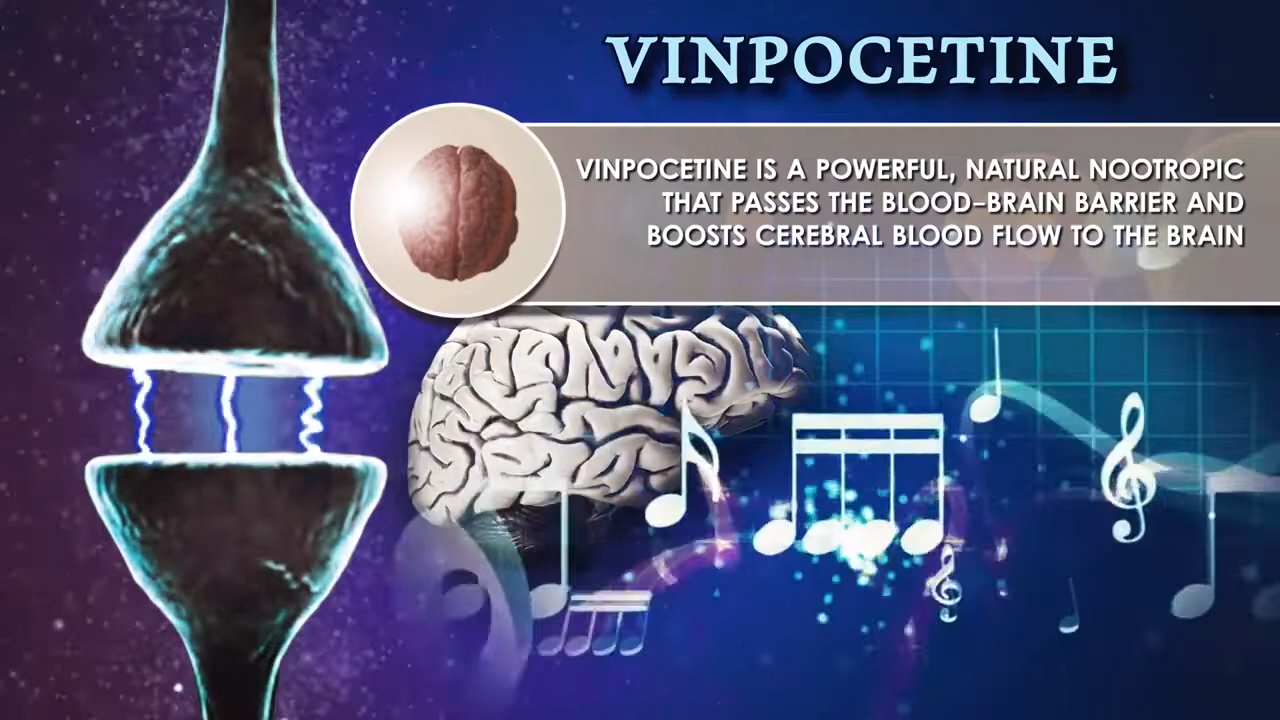 VINPOCETINE
VINPOCETINE IS A POWERFUL, NATURAL NOOTROPIC
THAT PASSES THE BLOOD-BRAIN BARRIER AND
BOOSTS CEREBRAL BLOOD FLOW TO THE BRAIN